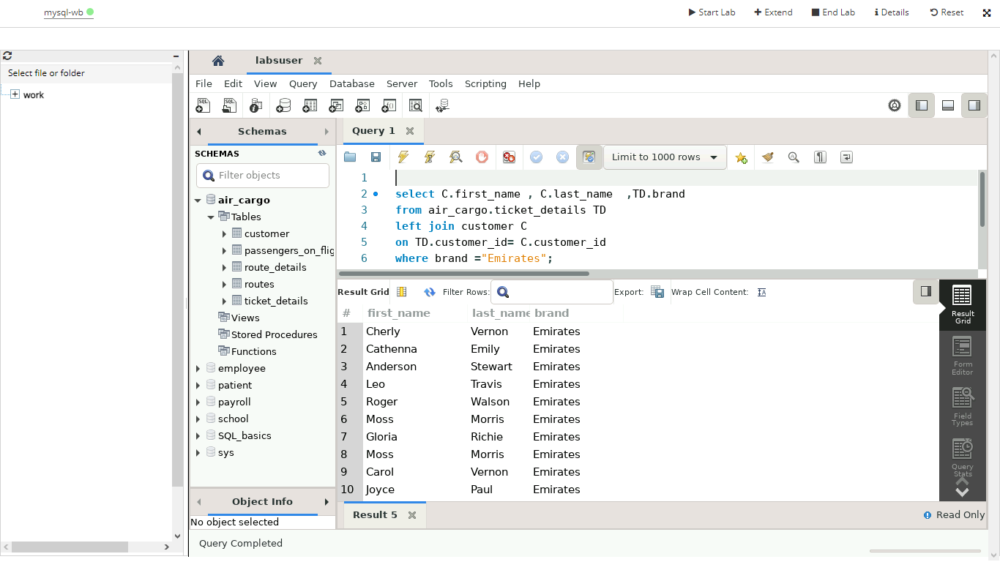 mysql-wb
Start Lab
Extend
End Lab
Details
Reset
Select file or folder
work
labsuser
File Edit View Query Database Server Tools Scripting Help
Schemas
SCHEMAS
Filter objects
air_cargo
Tables
customer
passengers_on_flig
route_details
routes
ticket_details
Views
Stored Procedures
Functions
employee
patient
payroll
school
SQL_basics
sys
Object Info
No object selected
Query 1
Limit to 1000 rows
1
2 select C.first_name , C.last_name ,TD.brand
3 from air_cargo.ticket_details TD
4 left join customer C
5 on TD.customer_id= C.customer_id
6 where brand ="Emirates";
Result Grid Filter Rows: Export: Wrap Cell Content:
# first_name last_name brand
1 Cherly Vernon Emirates
2 Cathenna Emily Emirates
3 Anderson Stewart Emirates
4 Leo Travis Emirates
5 Roger Walson Emirates
6 Moss Morris Emirates
7 Gloria Richie Emirates
8 Moss Morris Emirates
9 Carol Vernon Emirates
10 Joyce Paul Emirates
Result
Grid
Form
Editor
Field
Types
Query
Stats
Result 5
Read Only
Query Completed